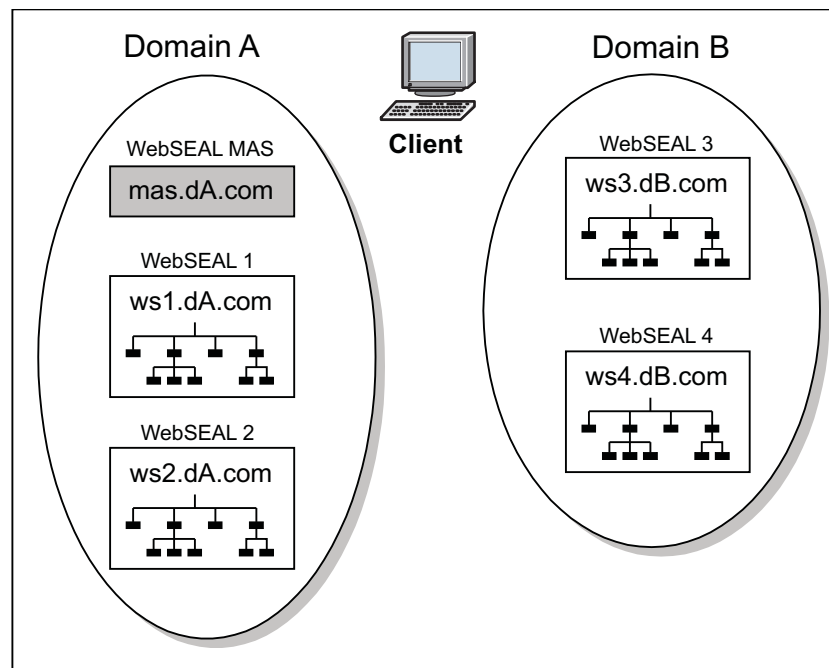 Domain A
Domain B
Client
WebSEAL MAS
mas.dA.com
WebSEAL 1
ws1.dA.com
WebSEAL 2
ws2.dA.com
WebSEAL 3
ws3.dB.com
WebSEAL 4
ws4.dB.com